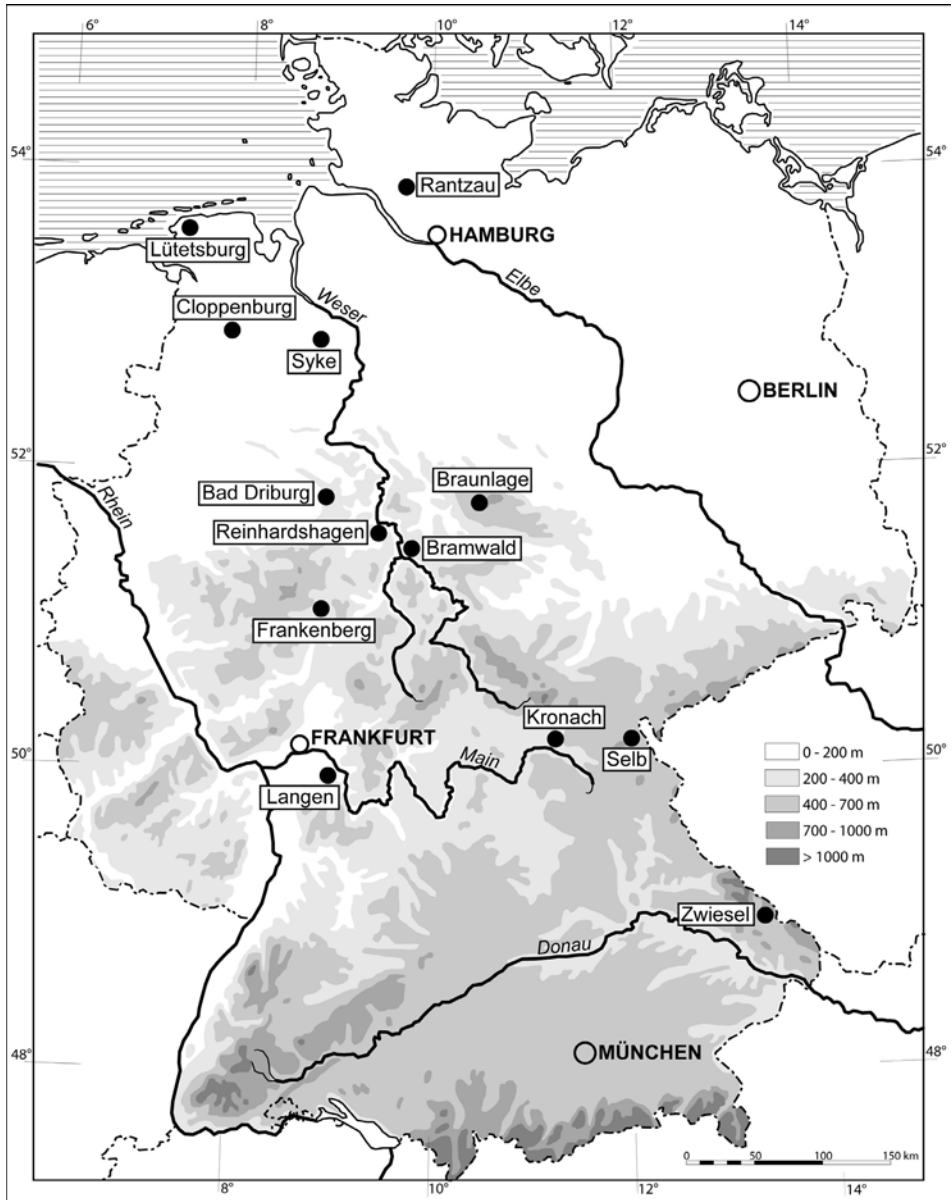 6° 8° 10° 12° 14°
54° 54°
Rantzau
Lütetsburg
HAMBURG
Elbe
Cloppenburg
Weser
Syke
BERLIN
52° 52°
Rhein
Bad Driburg
Braunlage
Reinhardshagen
Bramwald
Frankenberg
Kronach
FRANKFURT
Main
Selb
50° 50°
Langen
0 - 200 m
200 - 400 m
400 - 700 m
700 - 1000 m
> 1000 m
Zwiesel
Donau
MÜNCHEN
48° 48°
0 50 100 150 km
8° 10° 12° 14°